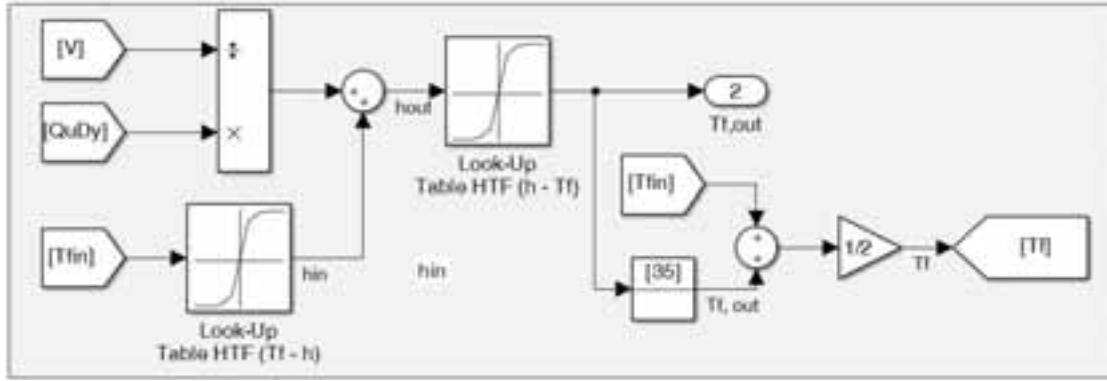 [V]
÷
[QuDy]
×
+
+
hout
Look-Up
Table HTF (h - Tf)
2
Tf,out
[Tfin]
hin
Look-Up
Table HTF (Tf - h)
hin
[Tfin]
[35]
Tf, out
+
+
1/2
Tf
[Tf]